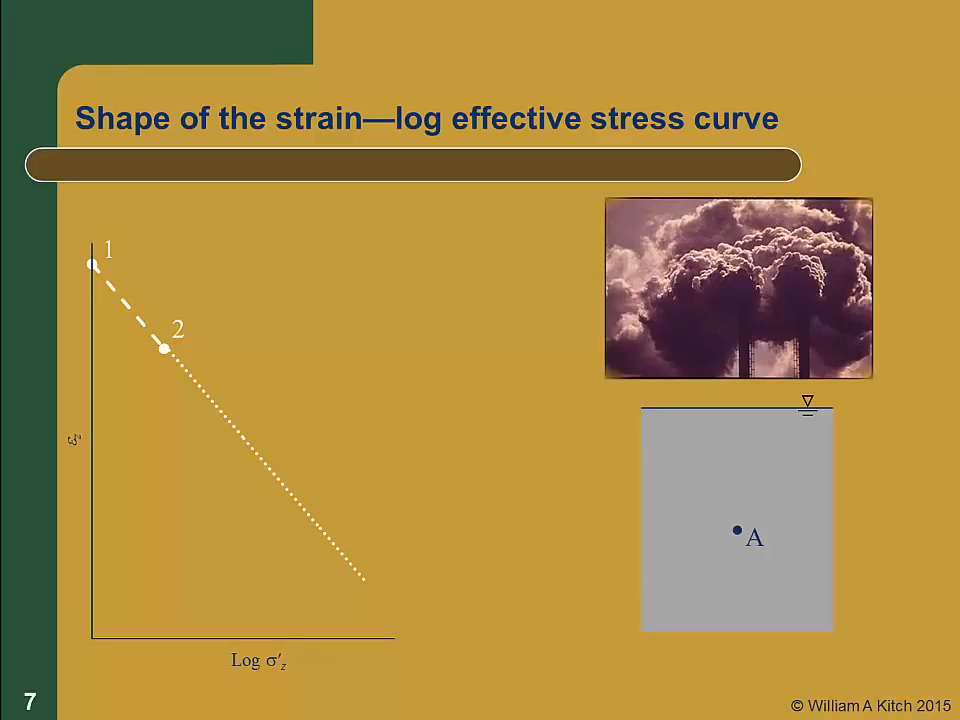 Shape of the strain—log effective stress curve
1
2
εz
Log σ′z
A
7
© William A Kitch 2015